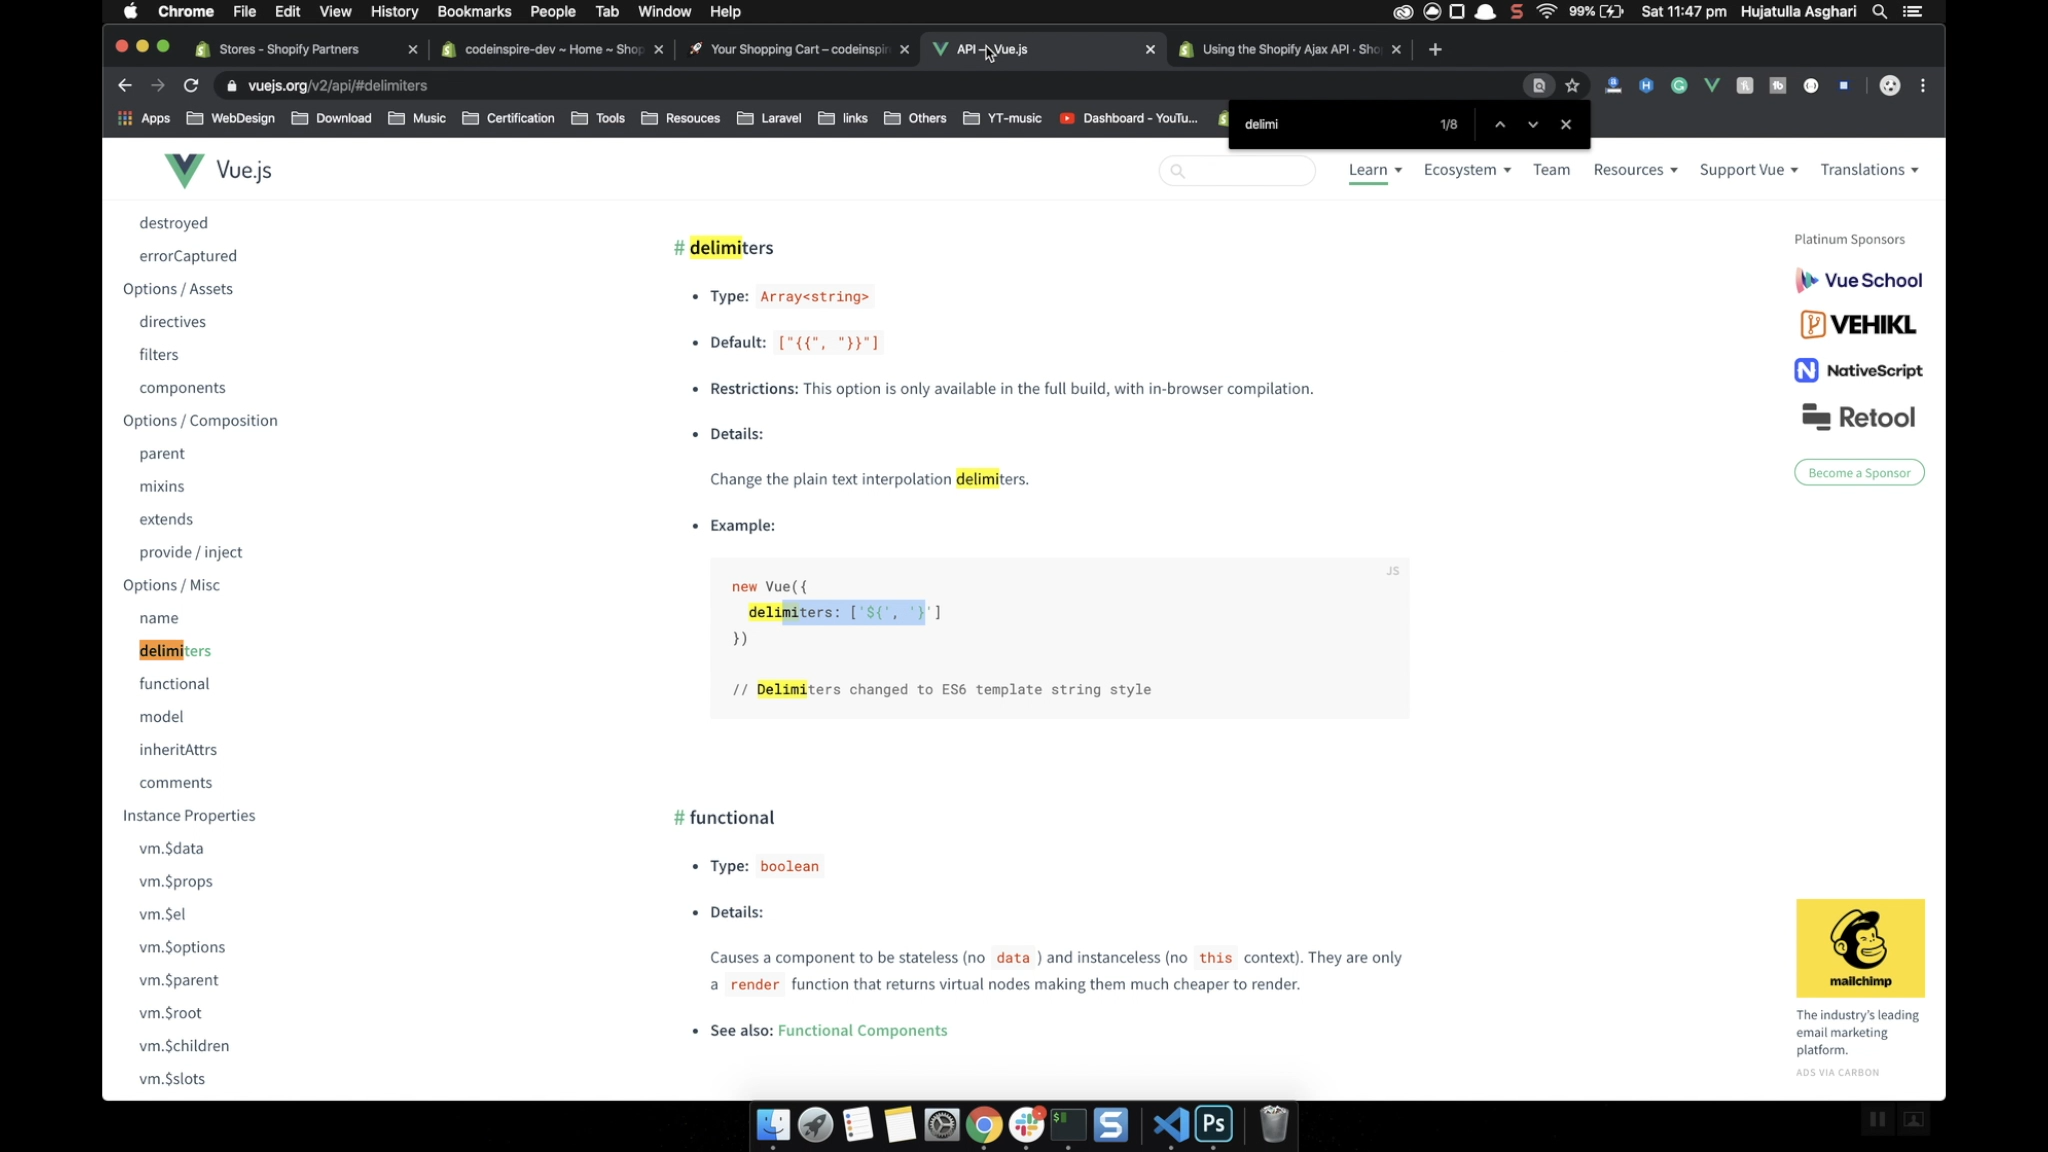 Chrome File Edit View History Bookmarks People Tab Window Help 99% Sat 11:47 pm Hujatulla Asghari
Stores - Shopify Partners codeinspire-dev ~ Home ~ Shop Your Shopping Cart – codeinspir API – Vue.js Using the Shopify Ajax API · Sho
vuejs.org/v2/api/#delimiters
Apps WebDesign Download Music Certification Tools Resouces Laravel links Others YT-music Dashboard - YouTu...
delimi 1/8
Vue.js
Learn Ecosystem Team Resources Support Vue Translations
destroyed
errorCaptured
Options / Assets
directives
filters
components
Options / Composition
parent
mixins
extends
provide / inject
Options / Misc
name
delimiters
functional
model
inheritAttrs
comments
Instance Properties
vm.$data
vm.$props
vm.$el
vm.$options
vm.$parent
vm.$root
vm.$children
vm.$slots
# delimiters
Type: Array<string>
Default: ["{{", "}}"]
Restrictions: This option is only available in the full build, with in-browser compilation.
Details:
Change the plain text interpolation delimiters.
Example:
JS
new Vue({
delimiters: ['${', '}']
})
// Delimiters changed to ES6 template string style
# functional
Type: boolean
Details:
Causes a component to be stateless (no data ) and instanceless (no this context). They are only
a render function that returns virtual nodes making them much cheaper to render.
See also: Functional Components
Platinum Sponsors
Vue School
VEHIKL
N NativeScript
Retool
Become a Sponsor
mailchimp
The industry's leading
email marketing
platform.
ADS VIA CARBON
Ps